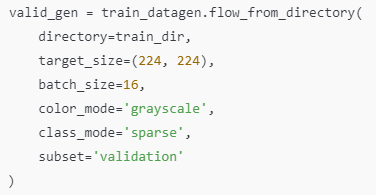 valid_gen = train_datagen.flow_from_directory(
    directory=train_dir,
    target_size=(224, 224),
    batch_size=16,
    color_mode='grayscale',
    class_mode='sparse',
    subset='validation'
)